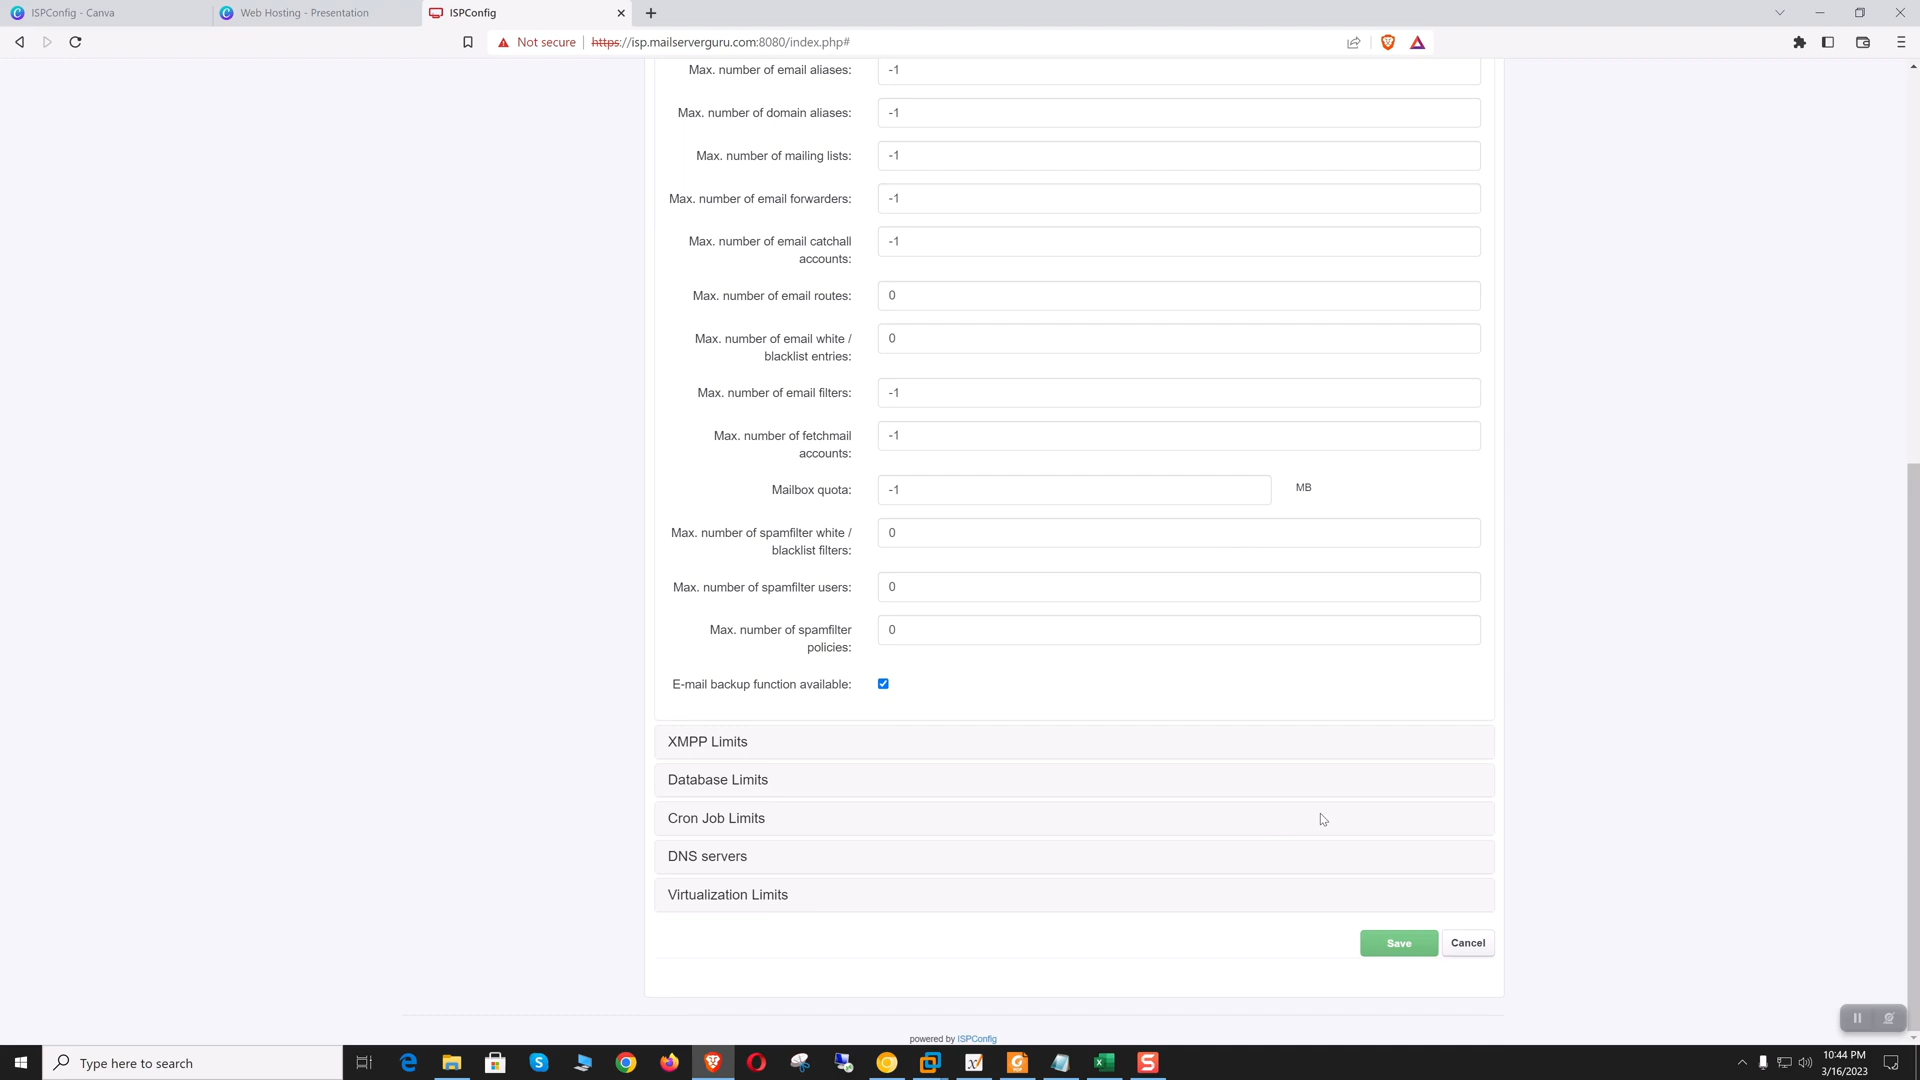 ISPConfig - Canva
Web Hosting - Presentation
ISPConfig
Not secure
https://isp.mailserverguru.com:8080/index.php#
Max. number of email aliases:
-1
Max. number of domain aliases:
-1
Max. number of mailing lists:
-1
Max. number of email forwarders:
-1
Max. number of email catchall
accounts:
-1
Max. number of email routes:
0
Max. number of email white /
blacklist entries:
0
Max. number of email filters:
-1
Max. number of fetchmail
accounts:
-1
Mailbox quota:
-1
MB
Max. number of spamfilter white /
blacklist filters:
0
Max. number of spamfilter users:
0
Max. number of spamfilter
policies:
0
E-mail backup function available:
XMPP Limits
Database Limits
Cron Job Limits
DNS servers
Virtualization Limits
Save
Cancel
powered by ISPConfig
Type here to search
10:44 PM
3/16/2023